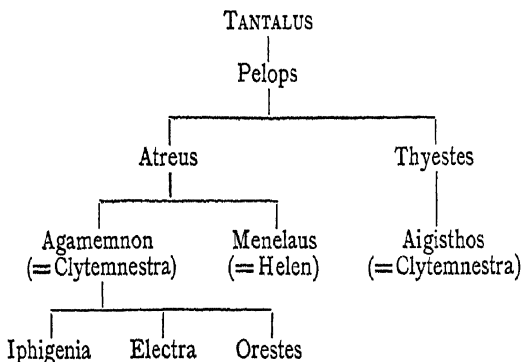 TANTALUS
Pelops
Atreus Thyestes
Agamemnon Menelaus Aigisthos
(=Clytemnestra) (=Helen) (=Clytemnestra)
Iphigenia Electra Orestes